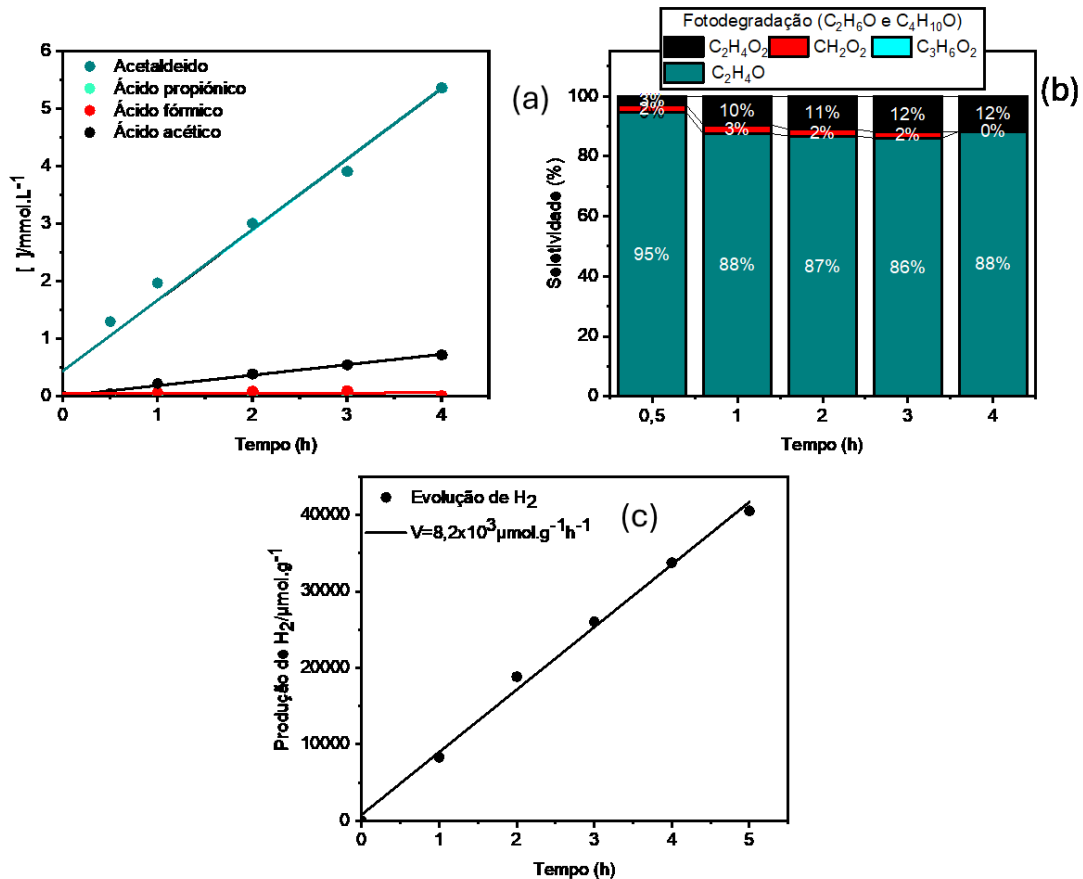 6
5
4
3
2
1
0
[ ]/mmol.L⁻¹
Acetaldeido
Ácido propiónico
Ácido fórmico
Ácido acético
(a)
0 1 2 3 4
Tempo (h)
Fotodegradação (C₂H₆O e C₄H₁₀O)
C₂H₄O₂ CH₂O₂ C₃H₆O₂
C₂H₄O
(b)
100
80
60
40
20
0
Seletividade (%)
3% 10% 11% 12% 12%
2% 3% 2% 2% 0%
95% 88% 87% 86% 88%
0,5 1 2 3 4
Tempo (h)
Evolução de H₂
V=8,2x10³µmol.g⁻¹h⁻¹
(c)
40000
30000
20000
10000
0
Produção de H₂/µmol.g⁻¹
0 1 2 3 4 5
Tempo (h)